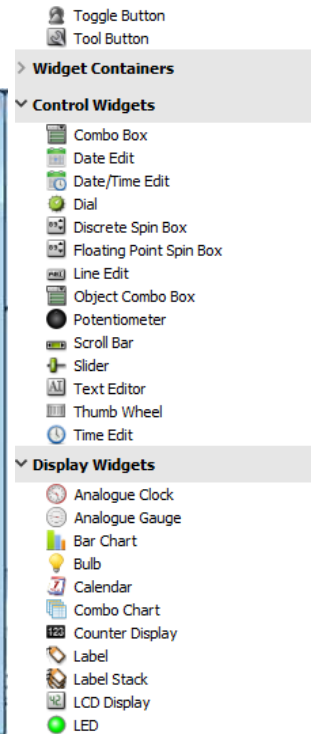 Toggle Button
Tool Button
Widget Containers
Control Widgets
Combo Box
Date Edit
Date/Time Edit
Dial
Discrete Spin Box
Floating Point Spin Box
Line Edit
Object Combo Box
Potentiometer
Scroll Bar
Slider
Text Editor
Thumb Wheel
Time Edit
Display Widgets
Analogue Clock
Analogue Gauge
Bar Chart
Bulb
Calendar
Combo Chart
Counter Display
Label
Label Stack
LCD Display
LED